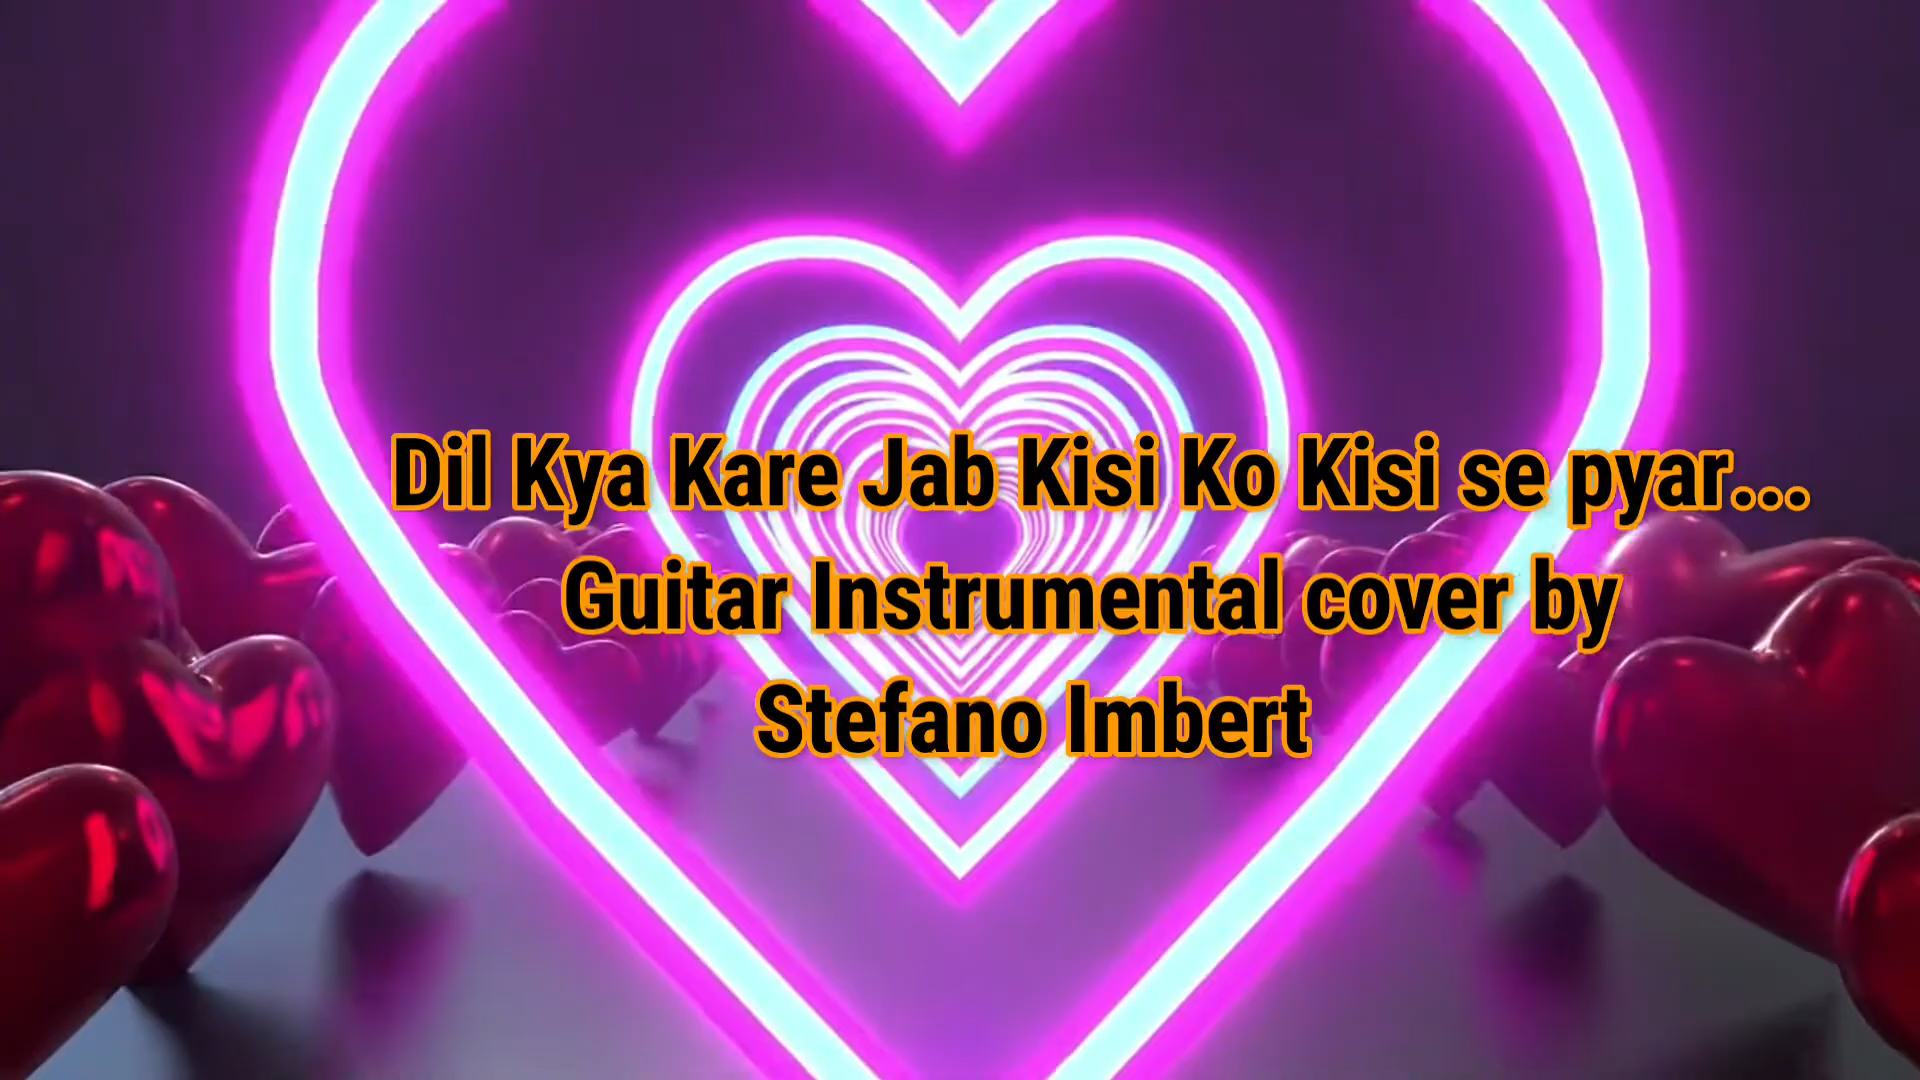 Dil Kya Kare Jab Kisi Ko Kisi se pyar...
Guitar Instrumental cover by
Stefano Imbert